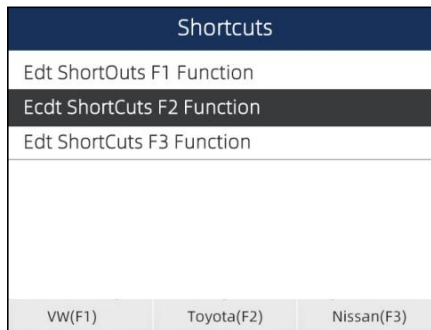 Shortcuts
Edt ShortOuts F1 Function
Ecdt ShortCuts F2 Function
Edt ShortCuts F3 Function
VW(F1) Toyota(F2) Nissan(F3)